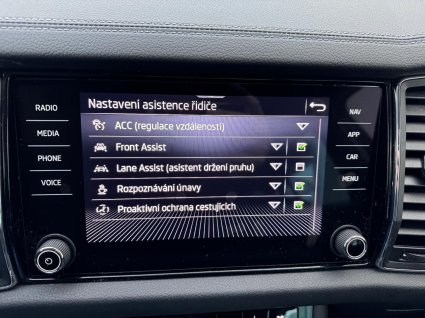 Nastavení asistence řidiče
ACC (regulace vzdálenosti)
Front Assist
Lane Assist (asistent držení pruhu)
Rozpoznávání únavy
Proaktivní ochrana cestujících
RADIO
MEDIA
PHONE
VOICE
NAV
APP
CAR
MENU